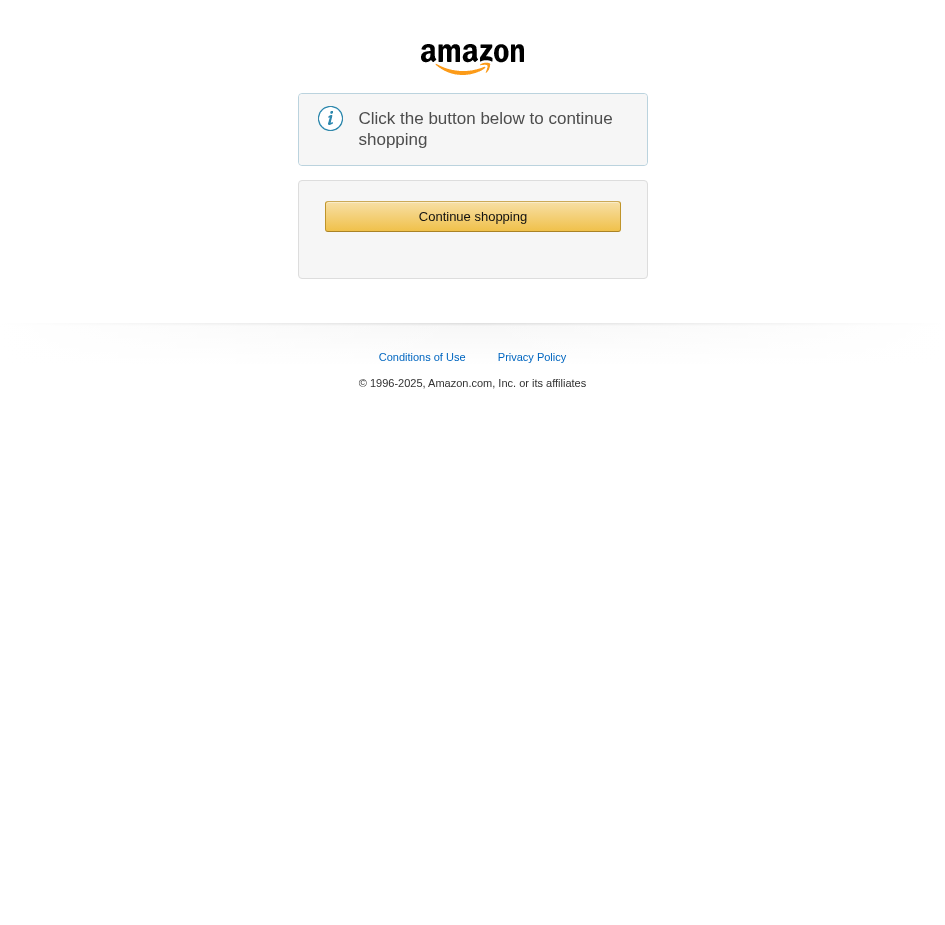 amazon
Click the button below to continue
shopping
Continue shopping
Conditions of Use Privacy Policy
© 1996-2025, Amazon.com, Inc. or its affiliates